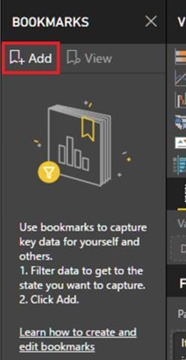 BOOKMARKS
Add
View
Use bookmarks to capture
key data for yourself and
others.
1. Filter data to get to the
state you want to capture.
2. Click Add.
Learn how to create and
edit bookmarks